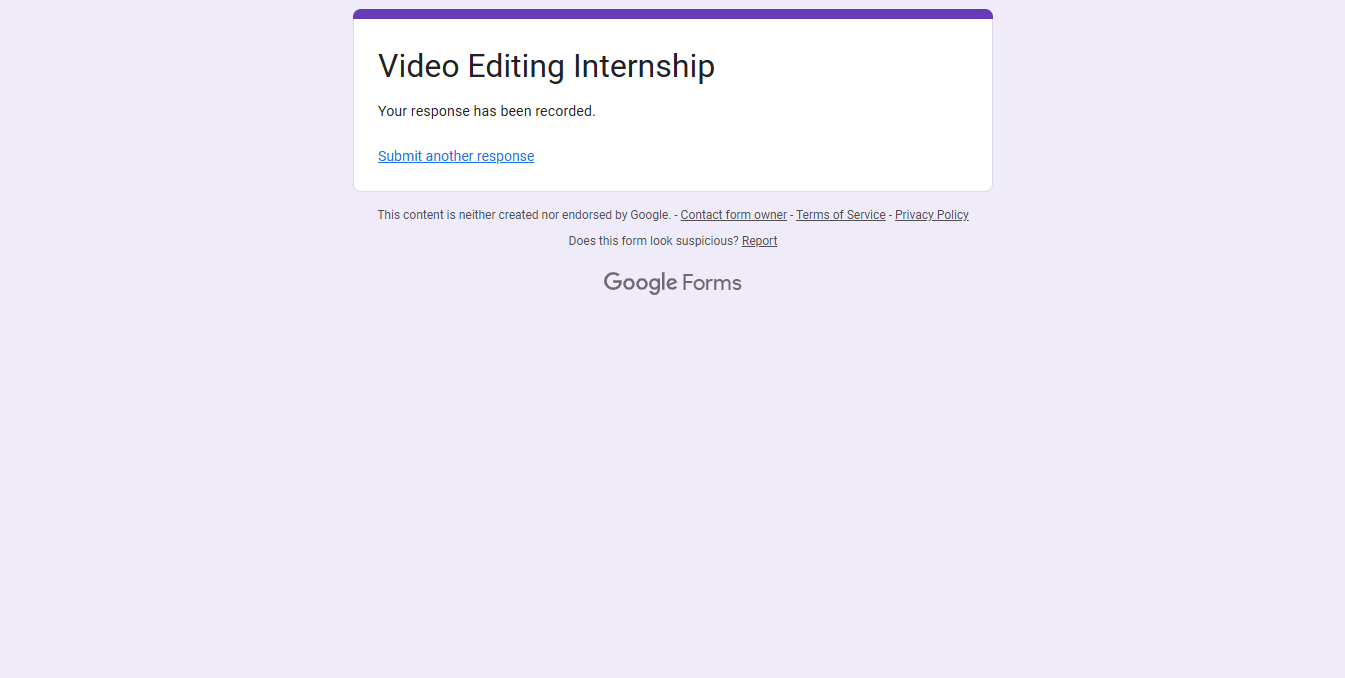 Video Editing Internship
Your response has been recorded.
Submit another response
This content is neither created nor endorsed by Google. - Contact form owner - Terms of Service - Privacy Policy
Does this form look suspicious? Report
Google Forms